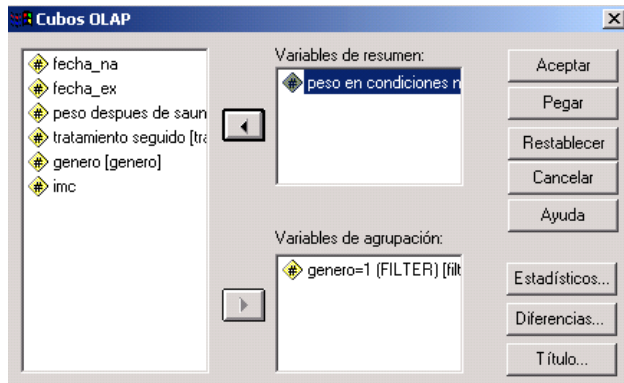 Cubos OLAP
fecha_na
fecha_ex
peso despues de saun
tratamiento seguido [tra
genero [genero]
imc
Variables de resumen:
peso en condiciones n
Variables de agrupación:
genero=1 (FILTER) [filt
Aceptar
Pegar
Restablecer
Cancelar
Ayuda
Estadísticos...
Diferencias...
Título...